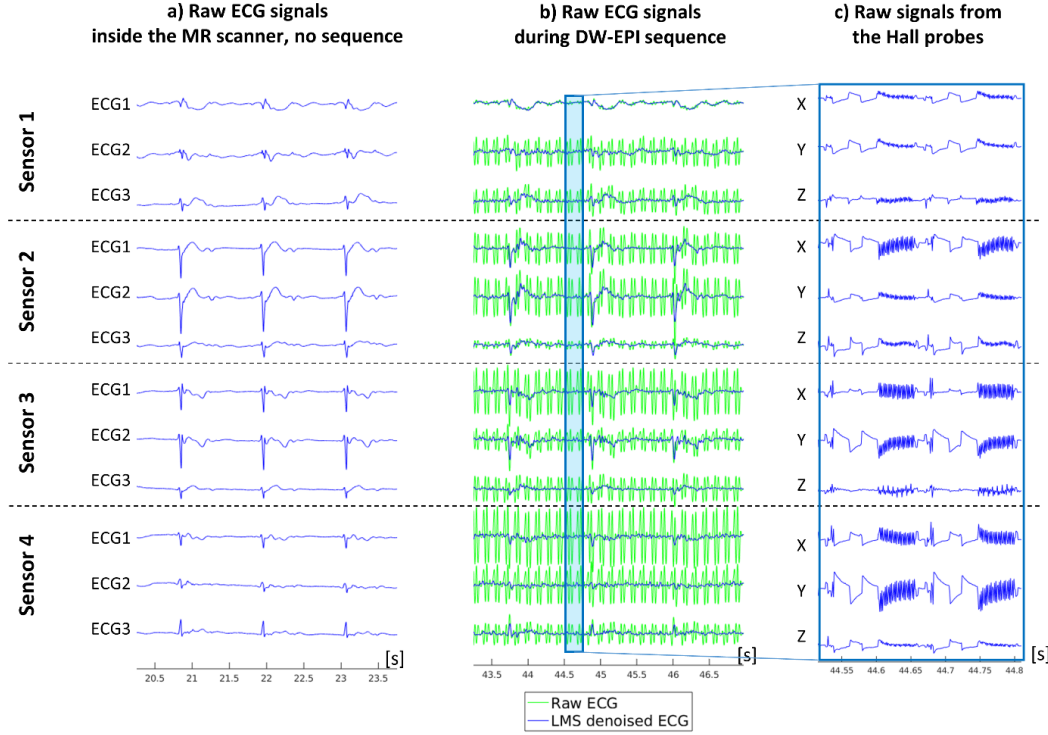 a) Raw ECG signals
inside the MR scanner, no sequence
b) Raw ECG signals
during DW-EPI sequence
c) Raw signals from
the Hall probes
Sensor 1
ECG1
ECG2
ECG3
X
Y
Z
Sensor 2
ECG1
ECG2
ECG3
X
Y
Z
Sensor 3
ECG1
ECG2
ECG3
X
Y
Z
Sensor 4
ECG1
ECG2
ECG3
X
Y
Z
[s]
[s]
[s]
20.5 21 21.5 22 22.5 23 23.5
43.5 44 44.5 45 45.5 46 46.5
44.55 44.6 44.65 44.7 44.75 44.8
Raw ECG
LMS denoised ECG